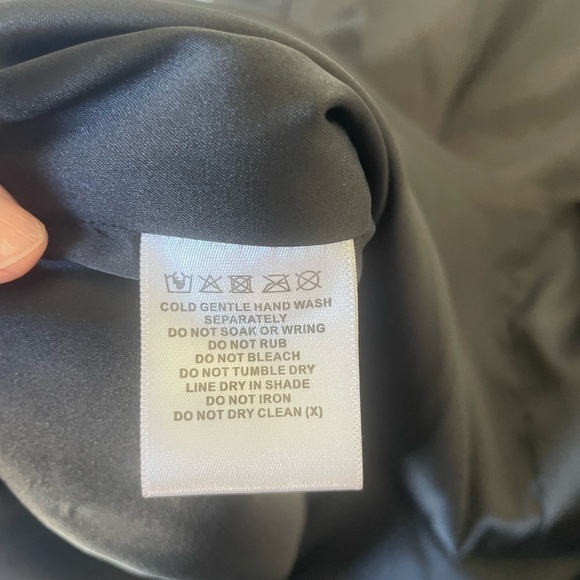 COLD GENTLE HAND WASH
SEPARATELY
DO NOT SOAK OR WRING
DO NOT RUB
DO NOT BLEACH
DO NOT TUMBLE DRY
LINE DRY IN SHADE
DO NOT IRON
DO NOT DRY CLEAN (X)